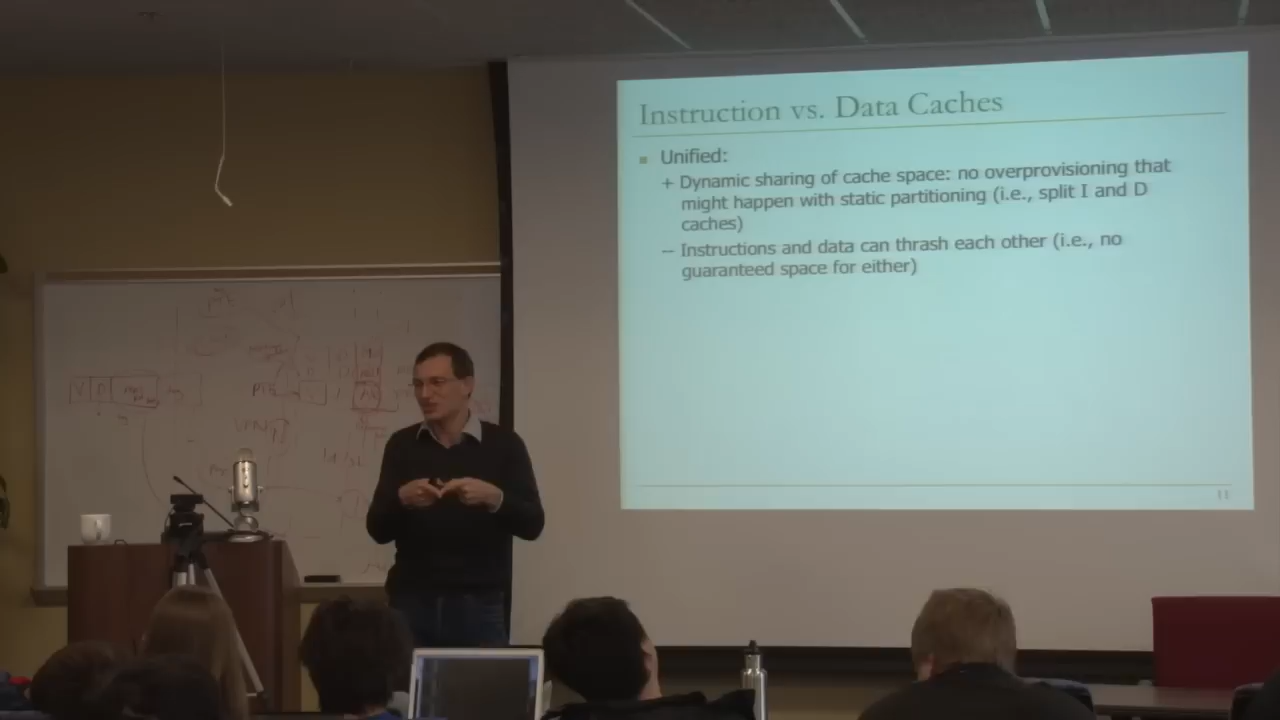 Instruction vs. Data Caches
Unified:
+ Dynamic sharing of cache space: no overprovisioning that
might happen with static partitioning (i.e., split I and D
caches)
– Instructions and data can thrash each other (i.e., no
guaranteed space for either)
11